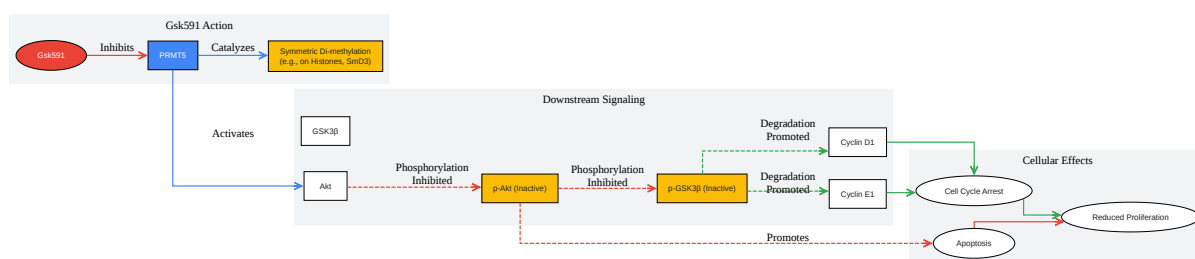 Gsk591 Action
Gsk591
Inhibits
PRMT5
Catalyzes
Symmetric Di-methylation
(e.g., on Histones, SmD3)
Activates
Downstream Signaling
GSK3β
Akt
Phosphorylation
Inhibited
p-Akt (Inactive)
Phosphorylation
Inhibited
p-GSK3β (Inactive)
Degradation
Promoted
Cyclin D1
Degradation
Promoted
Cyclin E1
Promotes
Cellular Effects
Cell Cycle Arrest
Reduced Proliferation
Apoptosis